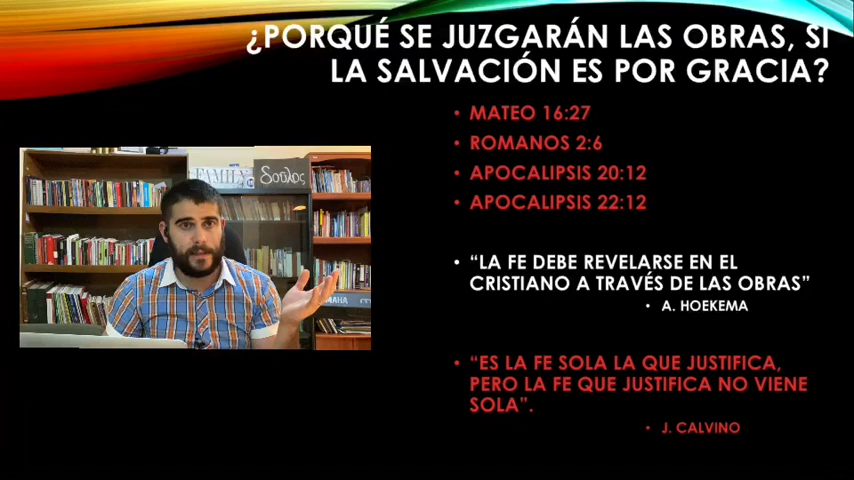 ¿PORQUÉ SE JUZGARÁN LAS OBRAS, SI
LA SALVACIÓN ES POR GRACIA?
• MATEO 16:27
• ROMANOS 2:6
• APOCALIPSIS 20:12
• APOCALIPSIS 22:12
• “LA FE DEBE REVELARSE EN EL
CRISTIANO A TRAVÉS DE LAS OBRAS”
• A. HOEKEMA
• “ES LA FE SOLA LA QUE JUSTIFICA,
PERO LA FE QUE JUSTIFICA NO VIENE
SOLA”.
• J. CALVINO
FAMILY
δουλος